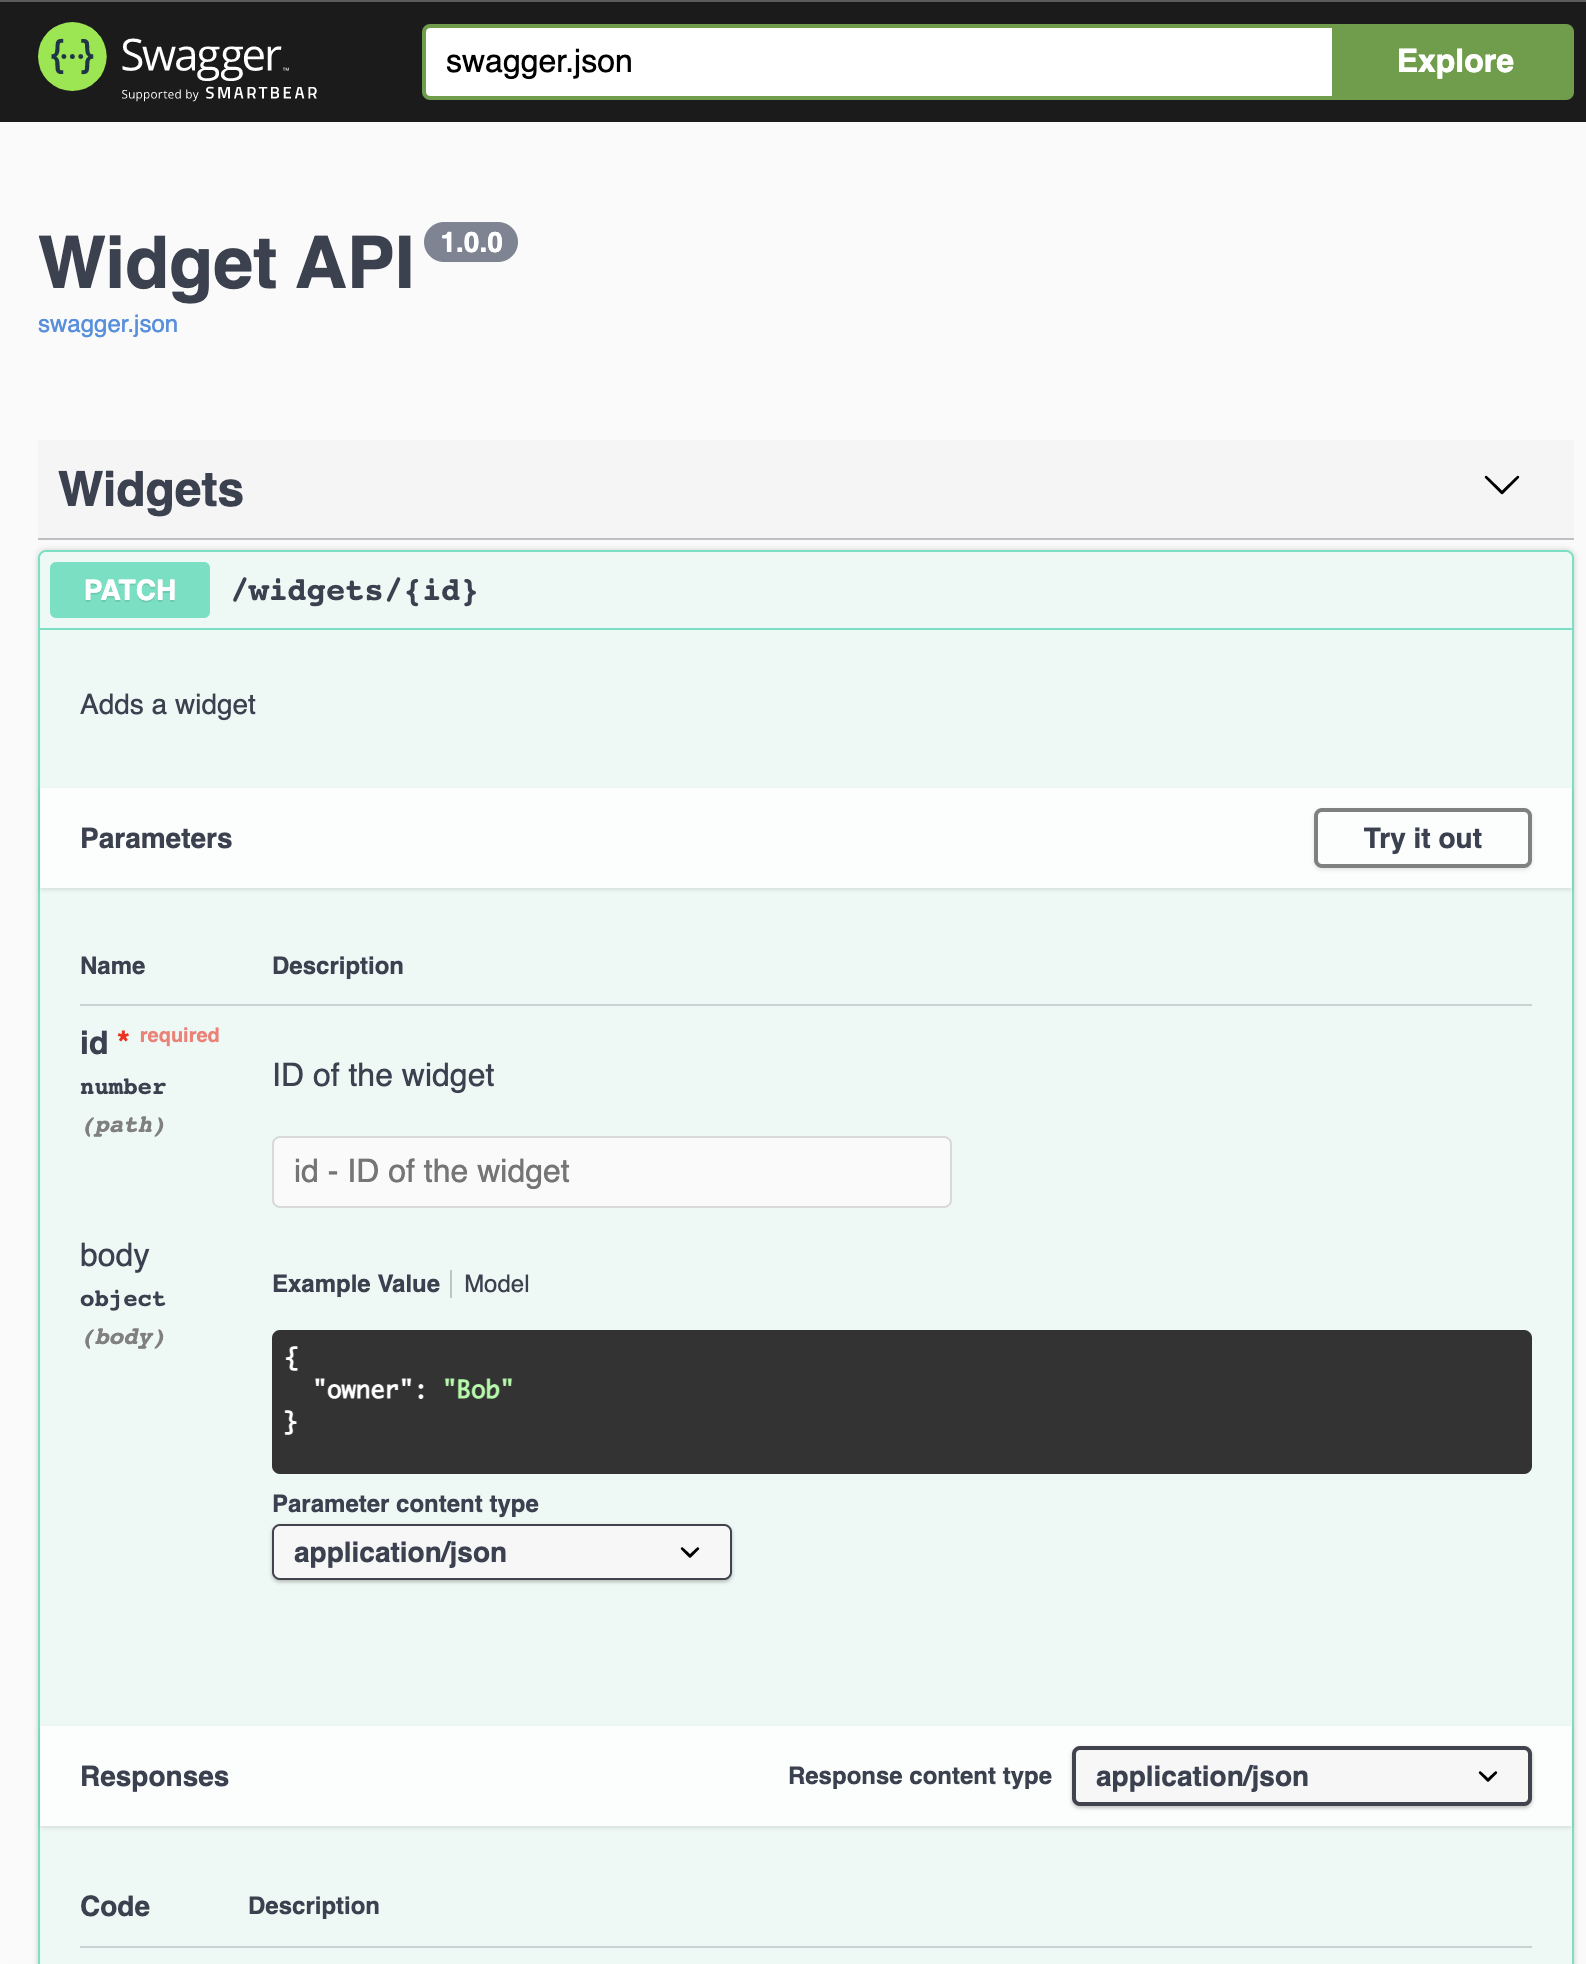 {···} Swagger™
Supported by SMARTBEAR
swagger.json
Explore
Widget API 1.0.0
swagger.json
Widgets
PATCH /widgets/{id}
Adds a widget
Parameters
Try it out
Name Description
id * required
number
(path)
ID of the widget
id - ID of the widget
body
object
(body)
Example Value Model
{
"owner": "Bob"
}
Parameter content type
application/json
Responses
Response content type
application/json
Code Description